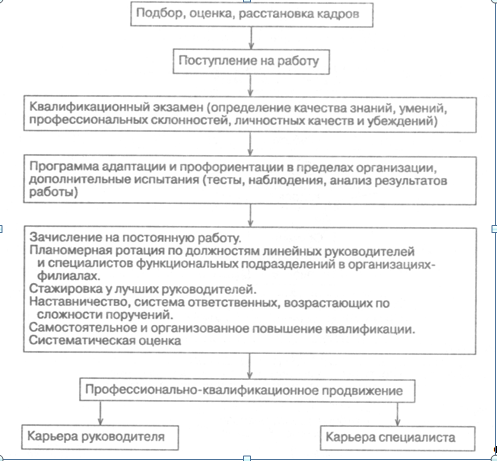 Подбор, оценка, расстановка кадров
Поступление на работу
Квалификационный экзамен (определение качества знаний, умений,
профессиональных склонностей, личностных качеств и убеждений)
Программа адаптации и профориентации в пределах организации,
дополнительные испытания (тесты, наблюдения, анализ результатов
работы)
Зачисление на постоянную работу.
Планомерная ротация по должностям линейных руководителей
и специалистов функциональных подразделений в организациях-
филиалах.
Стажировка у лучших руководителей.
Наставничество, система ответственных, возрастающих по
сложности поручений.
Самостоятельное и организованное повышение квалификации.
Систематическая оценка
Профессионально-квалификационное продвижение
Карьера руководителя
Карьера специалиста